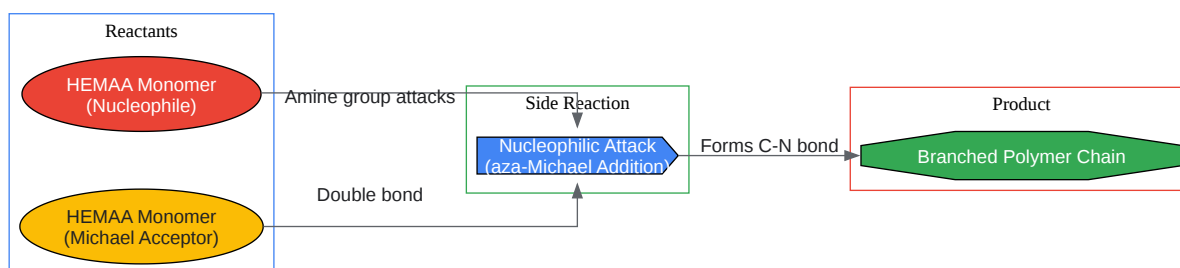 Reactants
HEMAA Monomer
(Nucleophile)
Amine group attacks
Side Reaction
Nucleophilic Attack
(aza-Michael Addition)
Forms C-N bond
Product
Branched Polymer Chain
Double bond
HEMAA Monomer
(Michael Acceptor)